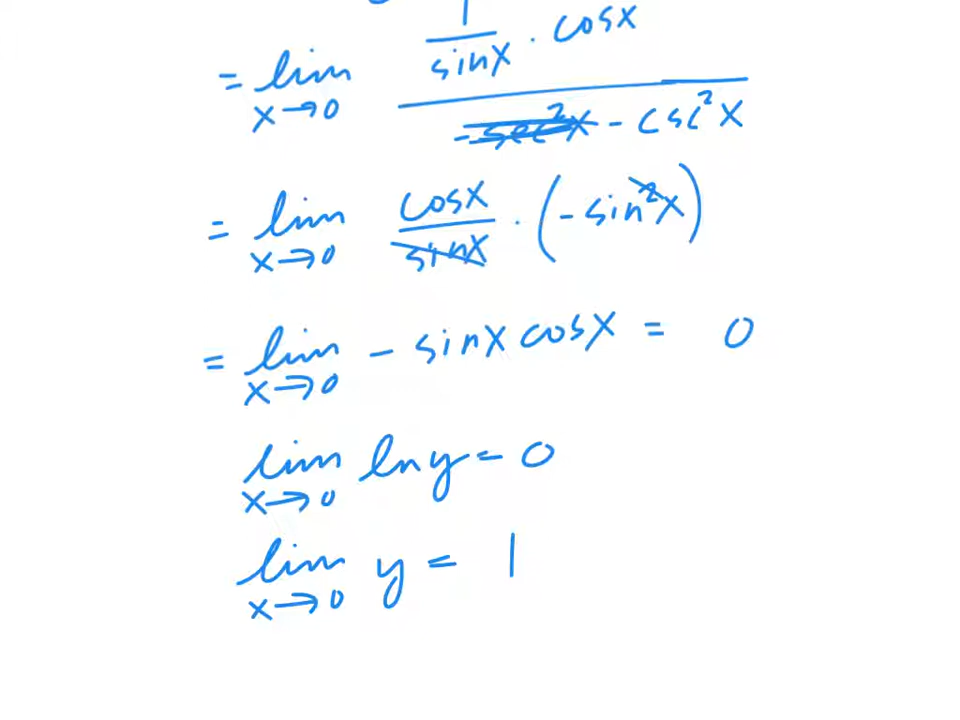 = lim x→0 (1/sinx · cosx) / (- csc²x)
= lim x→0 cosx/sinx · (- sin²x)
= lim x→0 - sinx cosx = 0
lim x→0 ln y = 0
lim x→0 y = 1